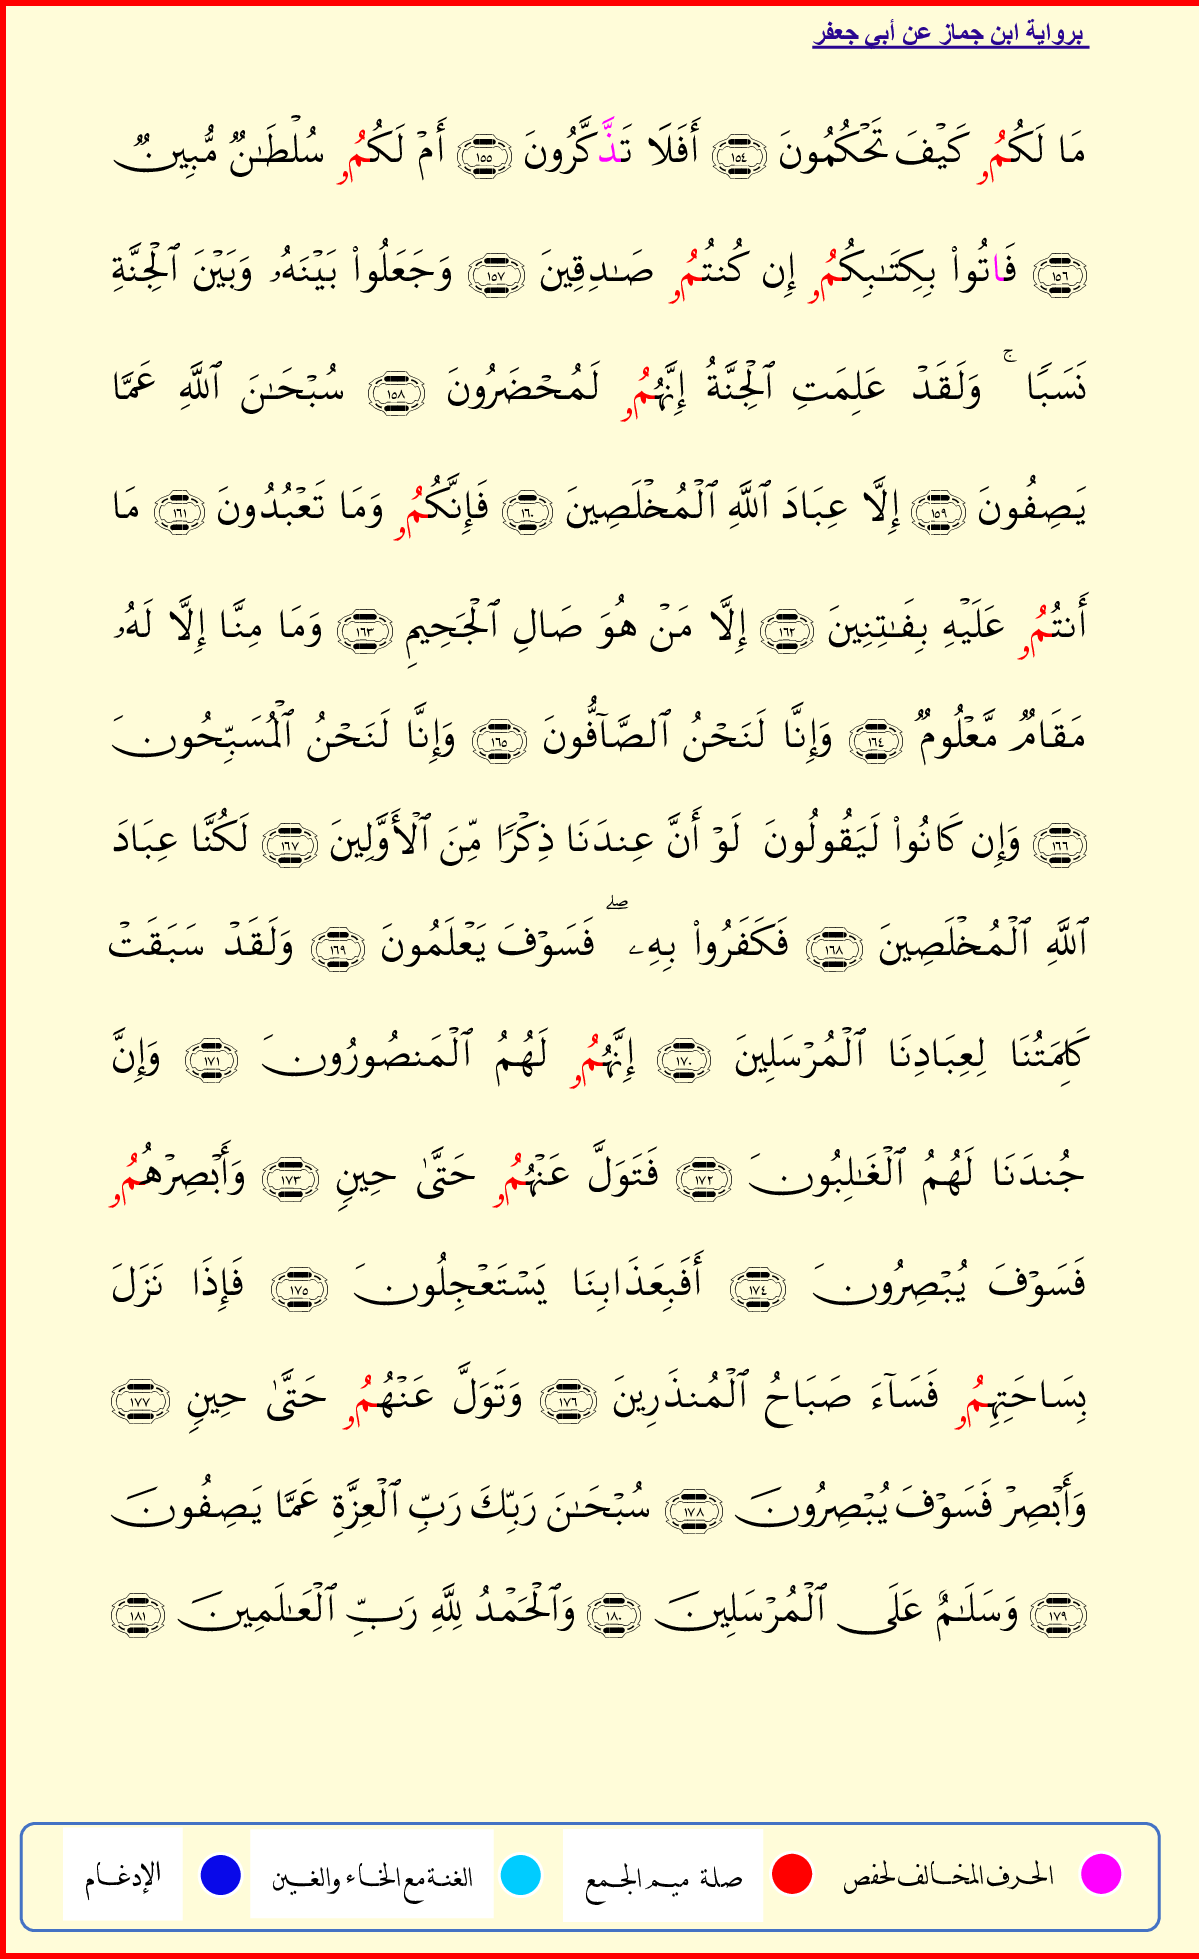 برواية ابن جماز عن أبي جعفر
مَا لَكُمُۥ كَيْفَ تَحْكُمُونَ ١٥٤ أَفَلَا تَذَّكَّرُونَ ١٥٥ أَمْ لَكُمُۥ سُلْطَـٰنٌ مُّبِينٌ
١٥٦ فَاتُوا۟ بِكِتَـٰبِكُمُۥ إِن كُنتُمُۥ صَـٰدِقِينَ ١٥٧ وَجَعَلُوا۟ بَيْنَهُۥ وَبَيْنَ ٱلْجِنَّةِ
نَسَبًا ۚ وَلَقَدْ عَلِمَتِ ٱلْجِنَّةُ إِنَّهُمُۥ لَمُحْضَرُونَ ١٥٨ سُبْحَـٰنَ ٱللَّهِ عَمَّا
يَصِفُونَ ١٥٩ إِلَّا عِبَادَ ٱللَّهِ ٱلْمُخْلَصِينَ ١٦٠ فَإِنَّكُمُۥ وَمَا تَعْبُدُونَ ١٦١ مَا
أَنتُمُۥ عَلَيْهِ بِفَـٰتِنِينَ ١٦٢ إِلَّا مَنْ هُوَ صَالِ ٱلْجَحِيمِ ١٦٣ وَمَا مِنَّا إِلَّا لَهُۥ
مَقَامٌ مَّعْلُومٌ ١٦٤ وَإِنَّا لَنَحْنُ ٱلصَّآفُّونَ ١٦٥ وَإِنَّا لَنَحْنُ ٱلْمُسَبِّحُونَ
١٦٦ وَإِن كَانُوا۟ لَيَقُولُونَ لَوْ أَنَّ عِندَنَا ذِكْرًا مِّنَ ٱلْأَوَّلِينَ ١٦٧ لَكُنَّا عِبَادَ
ٱللَّهِ ٱلْمُخْلَصِينَ ١٦٨ فَكَفَرُوا۟ بِهِۦ ۖ فَسَوْفَ يَعْلَمُونَ ١٦٩ وَلَقَدْ سَبَقَتْ
كَلِمَتُنَا لِعِبَادِنَا ٱلْمُرْسَلِينَ ١٧٠ إِنَّهُمُۥ لَهُمُ ٱلْمَنصُورُونَ ١٧١ وَإِنَّ
جُندَنَا لَهُمُ ٱلْغَـٰلِبُونَ ١٧٢ فَتَوَلَّ عَنْهُمُۥ حَتَّىٰ حِينٍ ١٧٣ وَأَبْصِرْهُمُۥ
فَسَوْفَ يُبْصِرُونَ ١٧٤ أَفَبِعَذَابِنَا يَسْتَعْجِلُونَ ١٧٥ فَإِذَا نَزَلَ
بِسَاحَتِهِمُۥ فَسَآءَ صَبَاحُ ٱلْمُنذَرِينَ ١٧٦ وَتَوَلَّ عَنْهُمُۥ حَتَّىٰ حِينٍ ١٧٧
وَأَبْصِرْ فَسَوْفَ يُبْصِرُونَ ١٧٨ سُبْحَـٰنَ رَبِّكَ رَبِّ ٱلْعِزَّةِ عَمَّا يَصِفُونَ
١٧٩ وَسَلَـٰمٌ عَلَى ٱلْمُرْسَلِينَ ١٨٠ وَٱلْحَمْدُ لِلَّهِ رَبِّ ٱلْعَـٰلَمِينَ ١٨١
الحرف المخالف لحفص صلة ميم الجمع الغنة مع الخاء والغين الإدغام